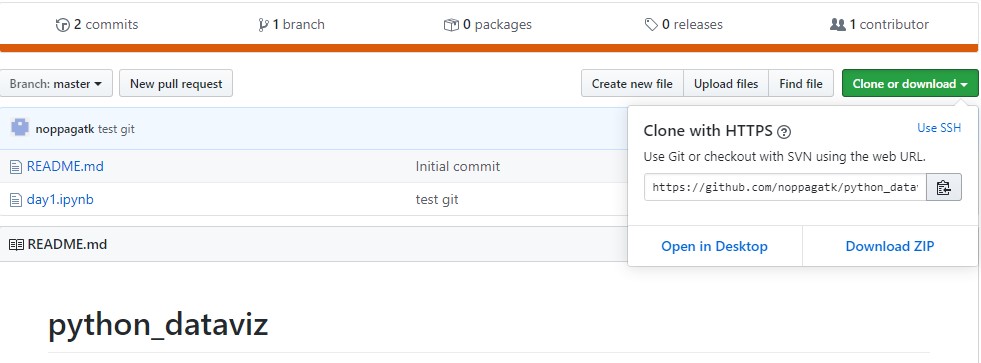 2 commits 1 branch 0 packages 0 releases 1 contributor
Branch: master New pull request Create new file Upload files Find file Clone or download
noppagatk test git
README.md Initial commit
day1.ipynb test git
Clone with HTTPS ? Use SSH
Use Git or checkout with SVN using the web URL.
https://github.com/noppagatk/python_datav
Open in Desktop Download ZIP
README.md
python_dataviz